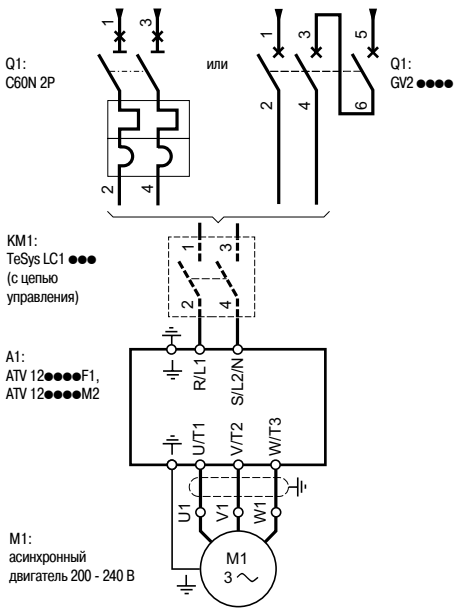 1
3
1
3
5
Q1:
C60N 2P
или
Q1:
GV2 ●●●●
2
4
6
2
4
KM1:
TeSys LC1 ●●●
(с цепью
управления)
1
3
2
4
A1:
ATV 12●●●●F1,
ATV 12●●●●M2
R/L1
S/L2/N
U/T1
V/T2
W/T3
U1
V1
W1
M1:
асинхронный
двигатель 200 - 240 В
M1
3 ~